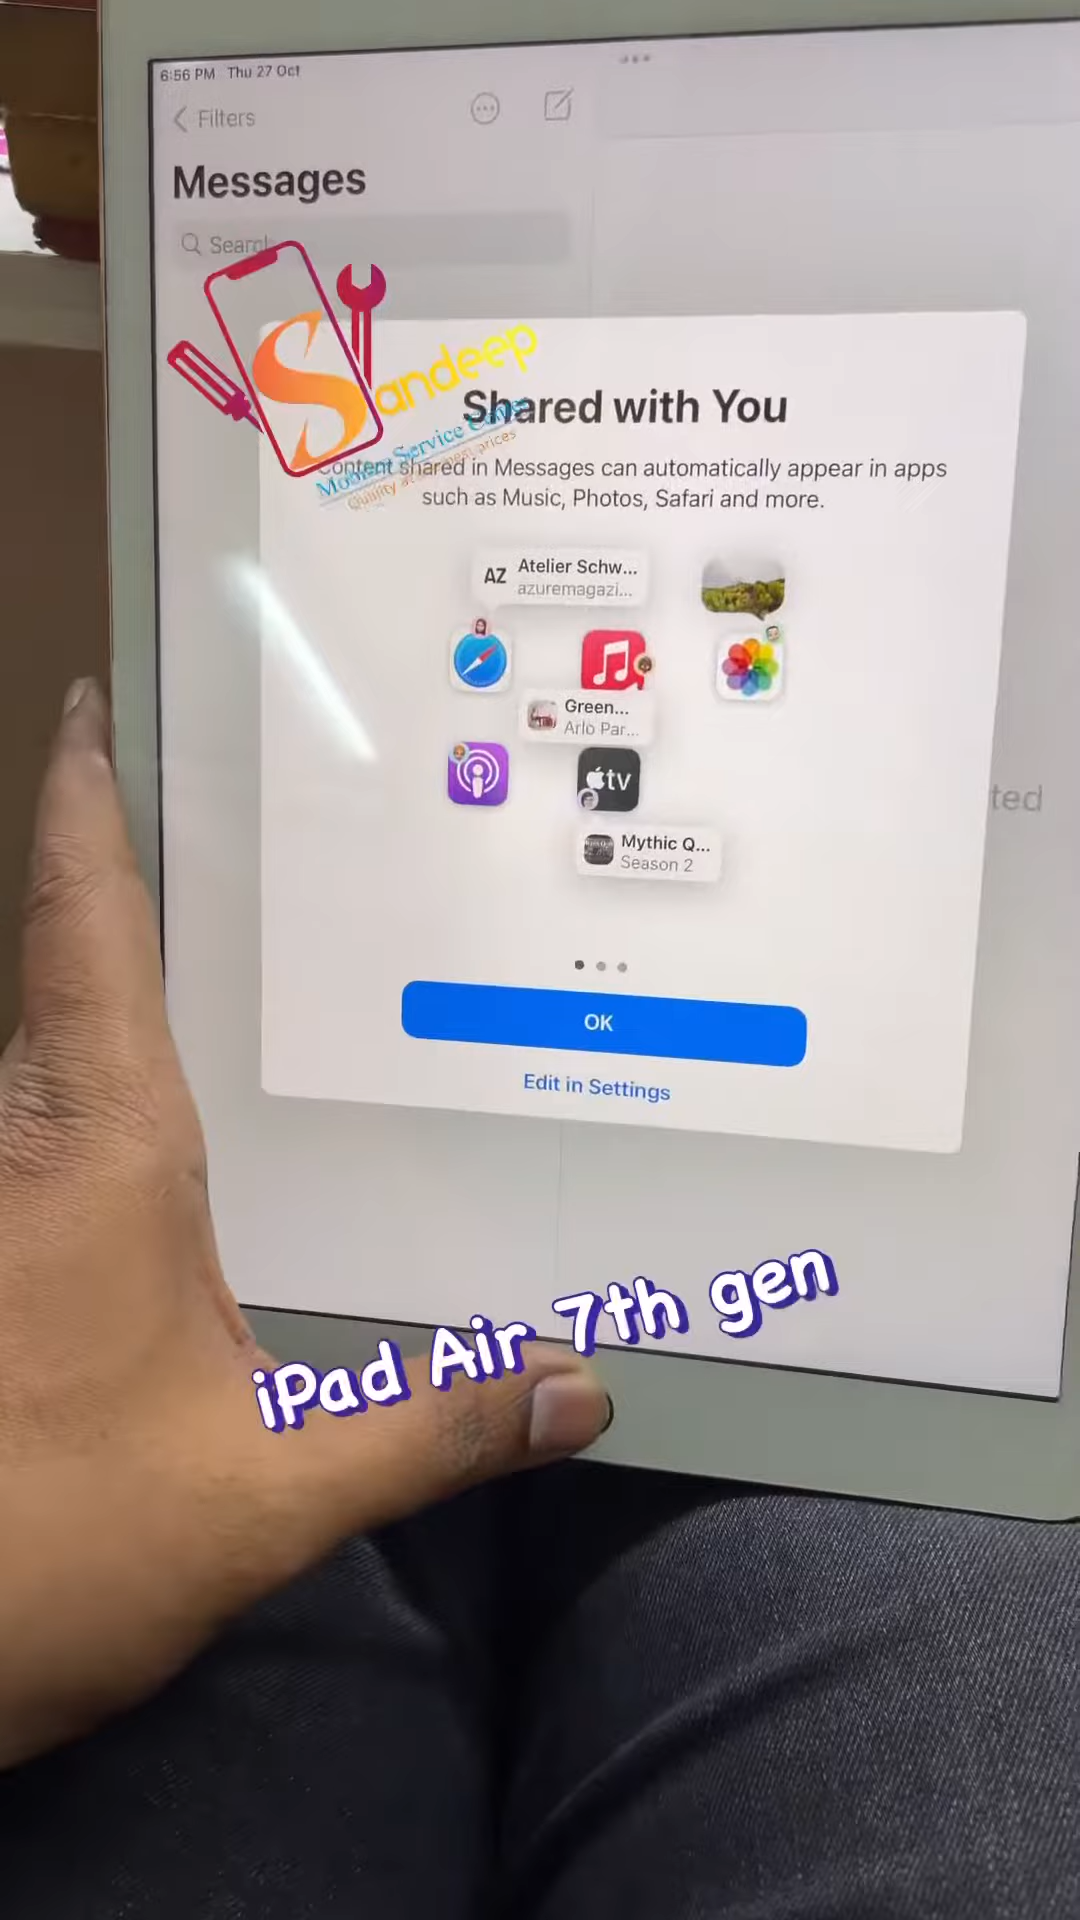 6:56 PM Thu 27 Oct
Filters
Messages
Search
Sandeep
Mobile Service Center
Quality at honest prices
Shared with You
Content shared in Messages can automatically appear in apps
such as Music, Photos, Safari and more.
AZ
Atelier Schw...
azuremagazi...
Green...
Arlo Par...
tv
Mythic Q...
Season 2
ted
OK
Edit in Settings
iPad Air 7th gen